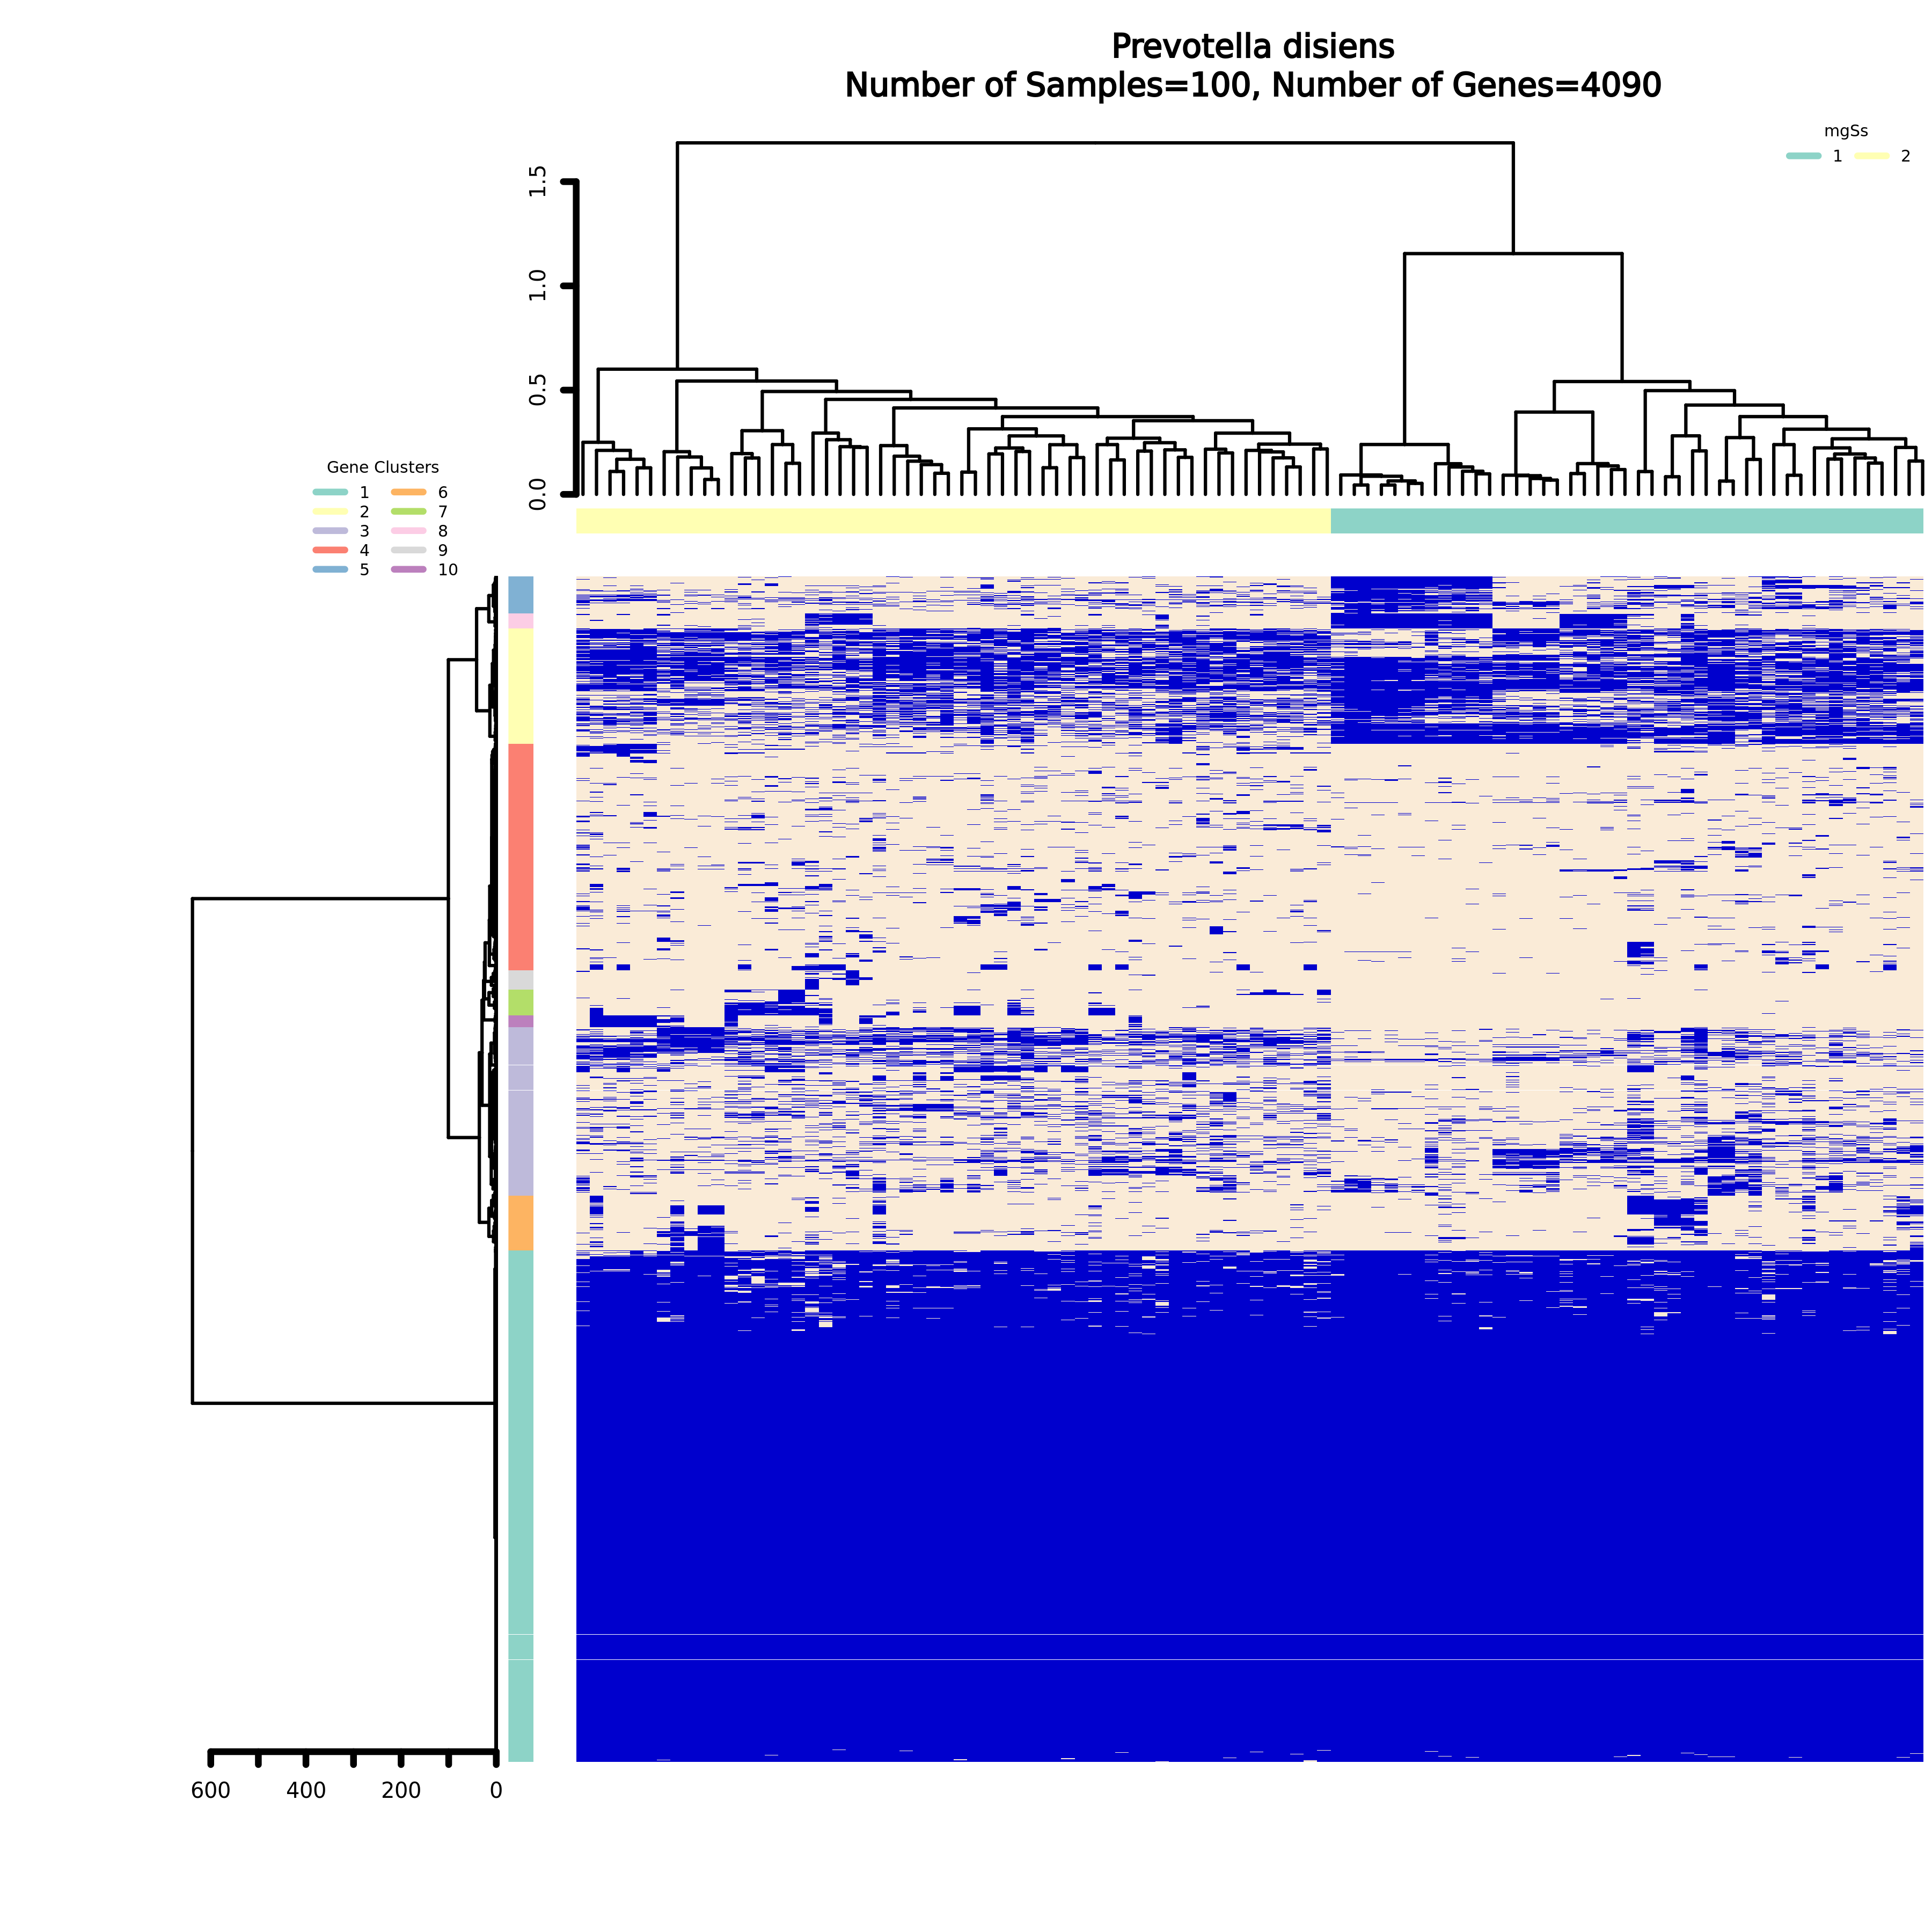 Prevotella disiens
Number of Samples=100, Number of Genes=4090
mgSs
1 2
1.5
1.0
0.5
0.0
Gene Clusters
1 6
2 7
3 8
4 9
5 10
600 400 200 0